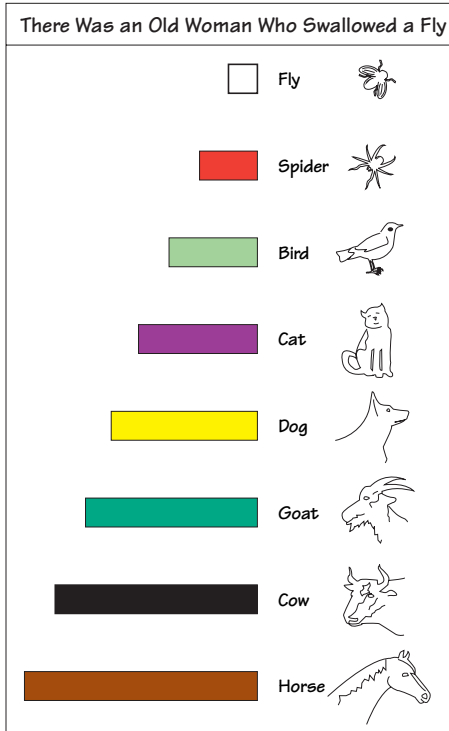 There Was an Old Woman Who Swallowed a Fly
Fly
Spider
Bird
Cat
Dog
Goat
Cow
Horse